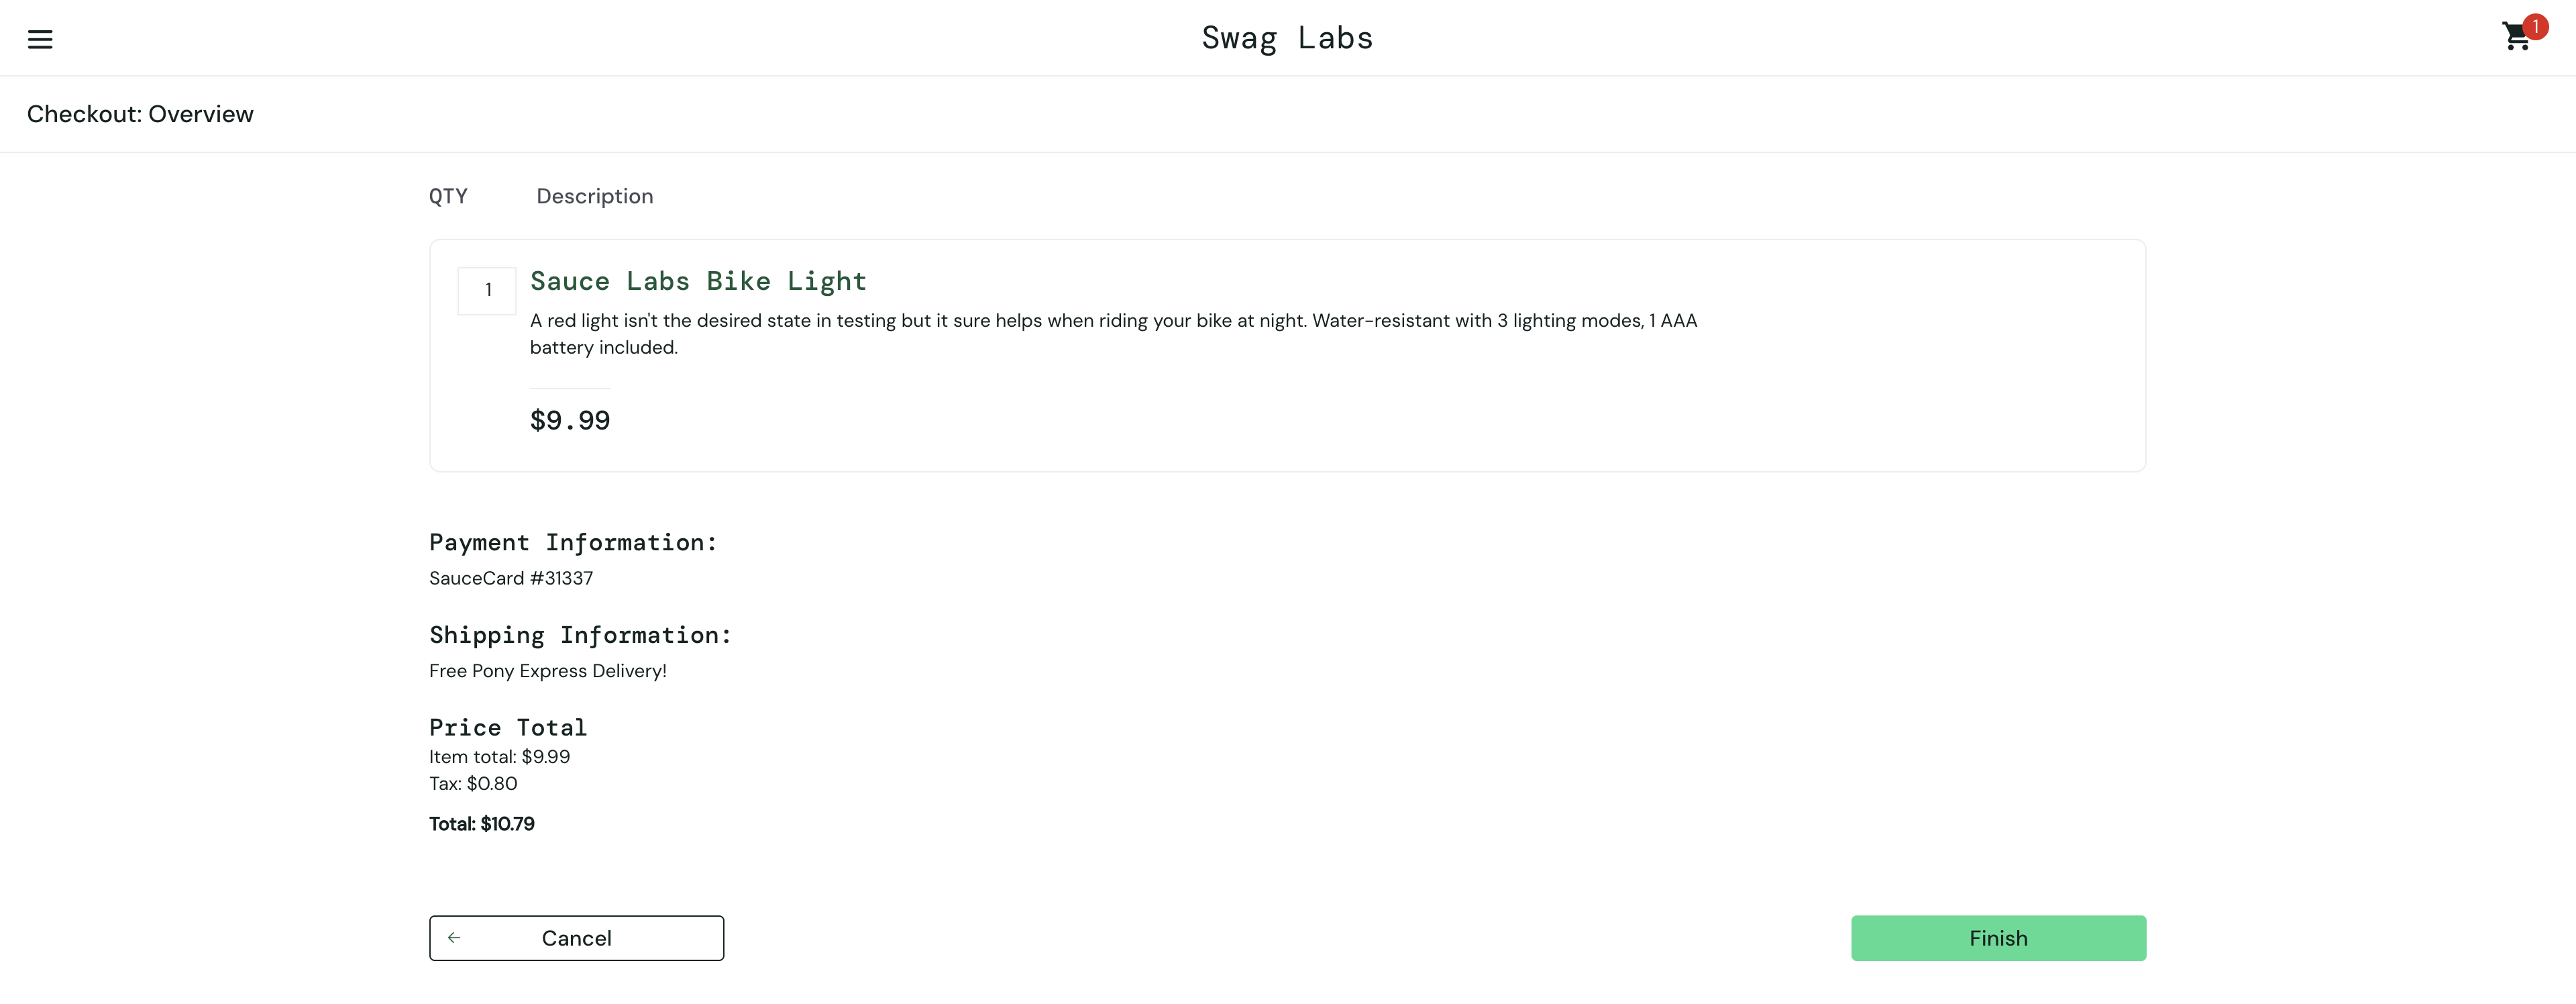 Swag Labs
1
Checkout: Overview
QTY Description
1
Sauce Labs Bike Light
A red light isn't the desired state in testing but it sure helps when riding your bike at night. Water-resistant with 3 lighting modes, 1 AAA
battery included.
$9.99
Payment Information:
SauceCard #31337
Shipping Information:
Free Pony Express Delivery!
Price Total
Item total: $9.99
Tax: $0.80
Total: $10.79
Cancel
Finish